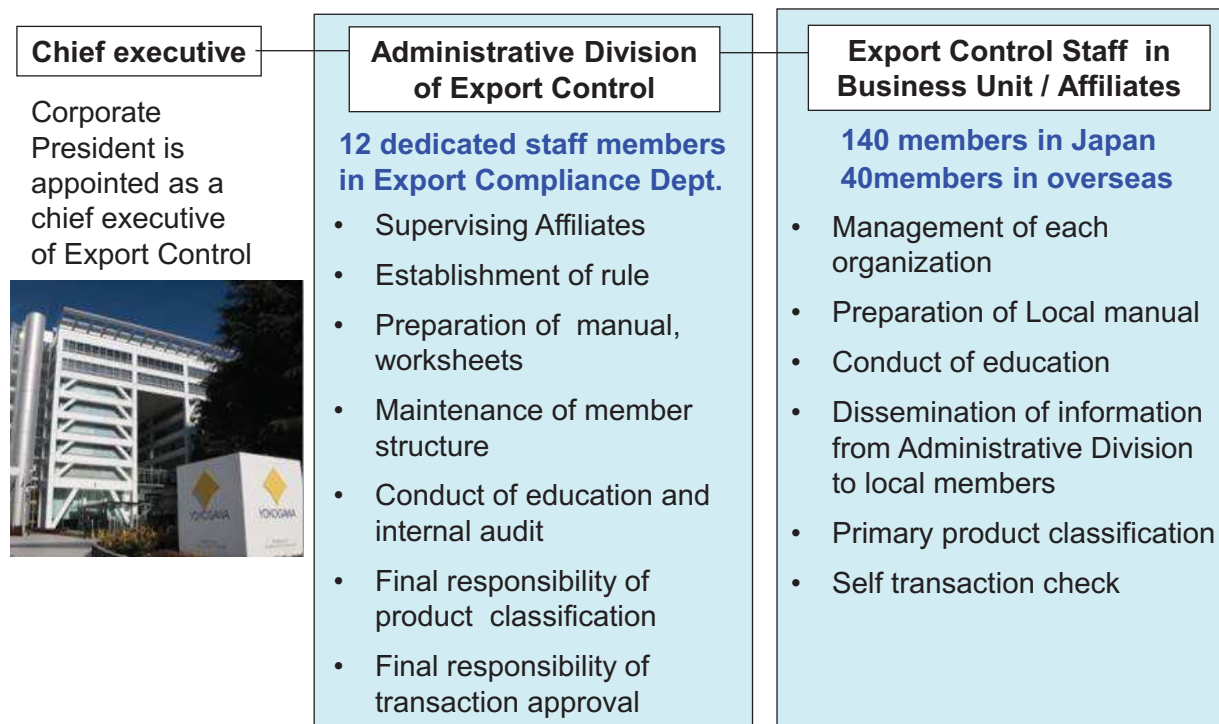 Chief executive
Corporate
President is
appointed as a
chief executive
of Export Control
YOKOGAWA
YOKOGAWA
Administrative Division
of Export Control
12 dedicated staff members
in Export Compliance Dept.
• Supervising Affiliates
• Establishment of rule
• Preparation of manual,
worksheets
• Maintenance of member
structure
• Conduct of education and
internal audit
• Final responsibility of
product classification
• Final responsibility of
transaction approval
Export Control Staff in
Business Unit / Affiliates
140 members in Japan
40members in overseas
• Management of each
organization
• Preparation of Local manual
• Conduct of education
• Dissemination of information
from Administrative Division
to local members
• Primary product classification
• Self transaction check